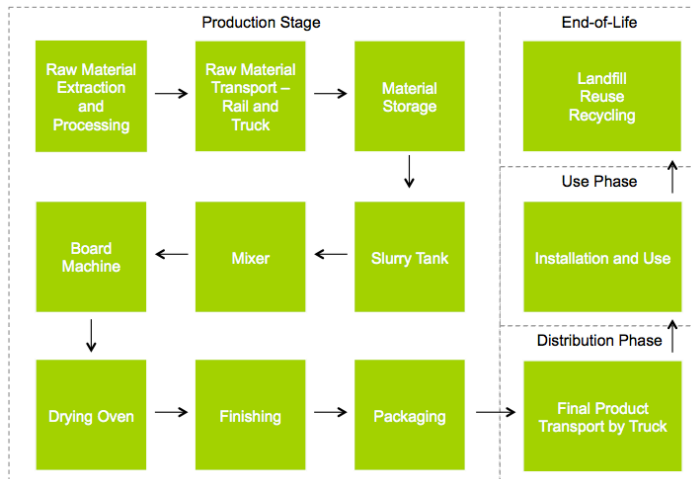 Production Stage
Raw Material
Extraction
and
Processing
Raw Material
Transport –
Rail and
Truck
Material
Storage
Slurry Tank
Mixer
Board
Machine
Drying Oven
Finishing
Packaging
Distribution Phase
Final Product
Transport by Truck
Use Phase
Installation and Use
End-of-Life
Landfill
Reuse
Recycling